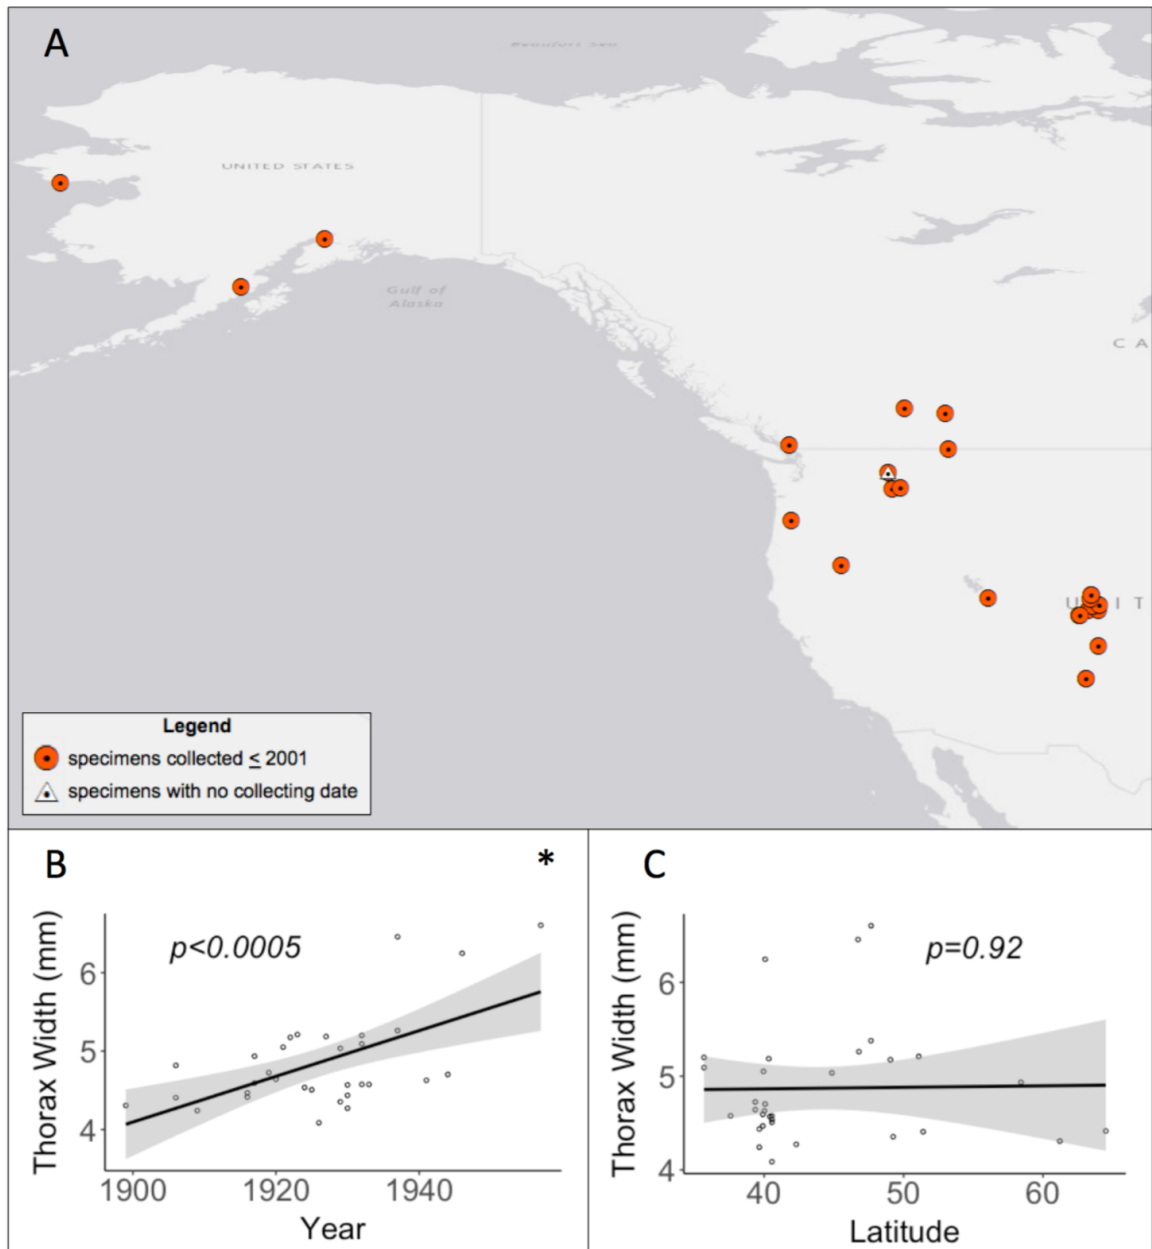 A
Beaufort Sea
UNITED STATES
Gulf of
Alaska
C A
U N I T
Legend
specimens collected ≤ 2001
specimens with no collecting date
B
*
p<0.0005
Thorax Width (mm)
6
5
4
1900
1920
1940
Year
C
p=0.92
Thorax Width (mm)
6
5
4
40
50
60
Latitude